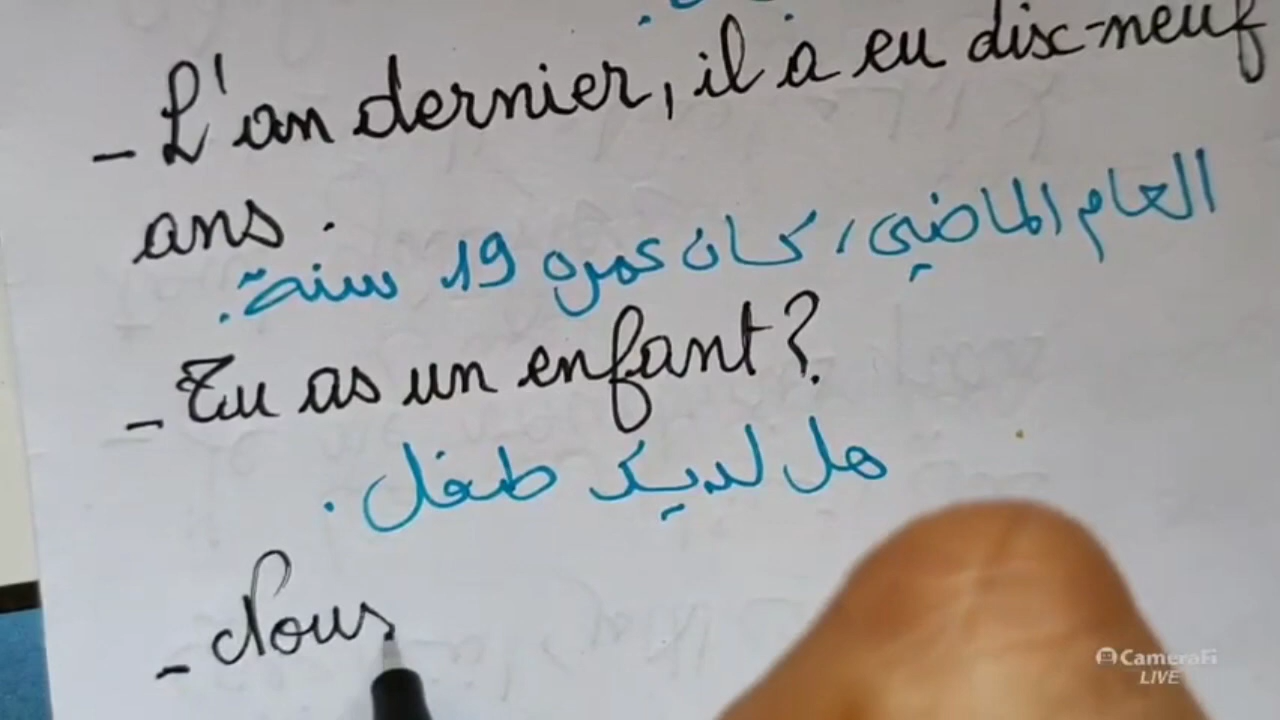 - L'an dernier, il a eu disc-neuf
ans.
العام الماضي، كان عمره 19 سنة.
- Tu as un enfant?
هل لديك طفل.
- Nous
CameraFi
LIVE